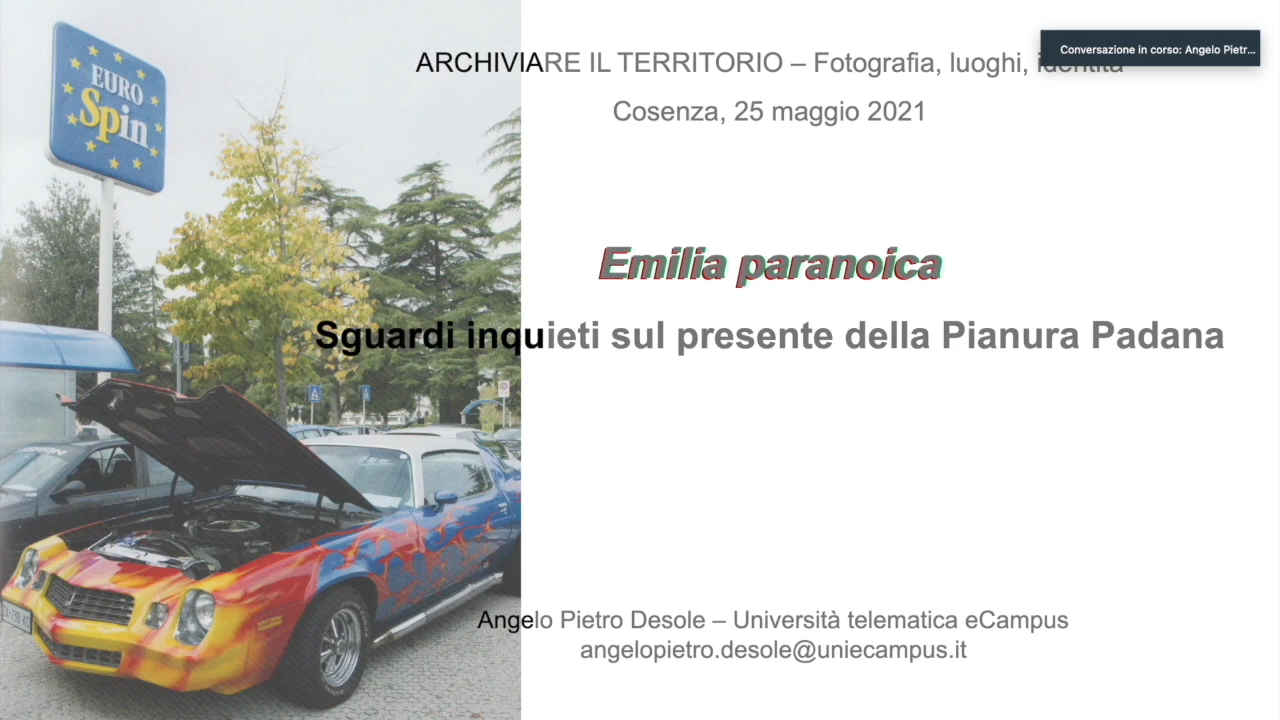 EURO
Spin
ARCHIVIARE IL TERRITORIO – Fotografia, luoghi, identità
Conversazione in corso: Angelo Pietr...
Cosenza, 25 maggio 2021
Emilia paranoica
Sguardi inquieti sul presente della Pianura Padana
Angelo Pietro Desole – Università telematica eCampus
angelopietro.desole@uniecampus.it